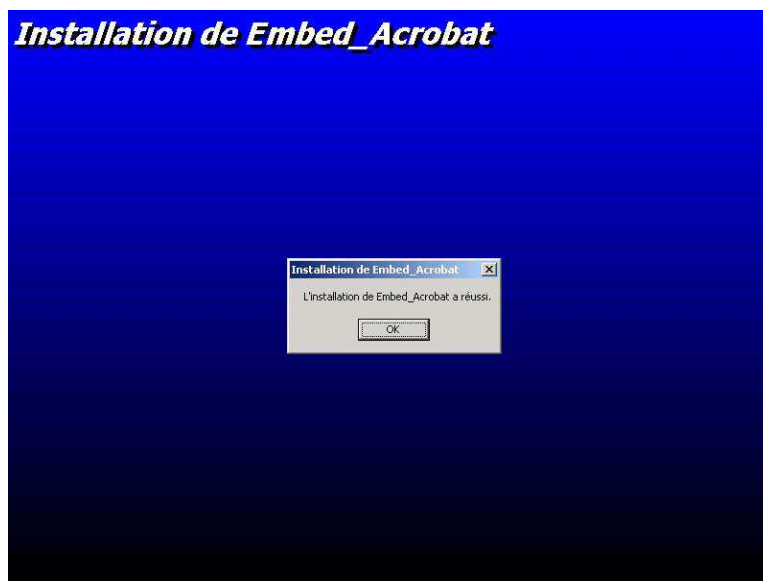 Installation de Embed_Acrobat
Installation de Embed_Acrobat
L'installation de Embed_Acrobat a réussi.
OK